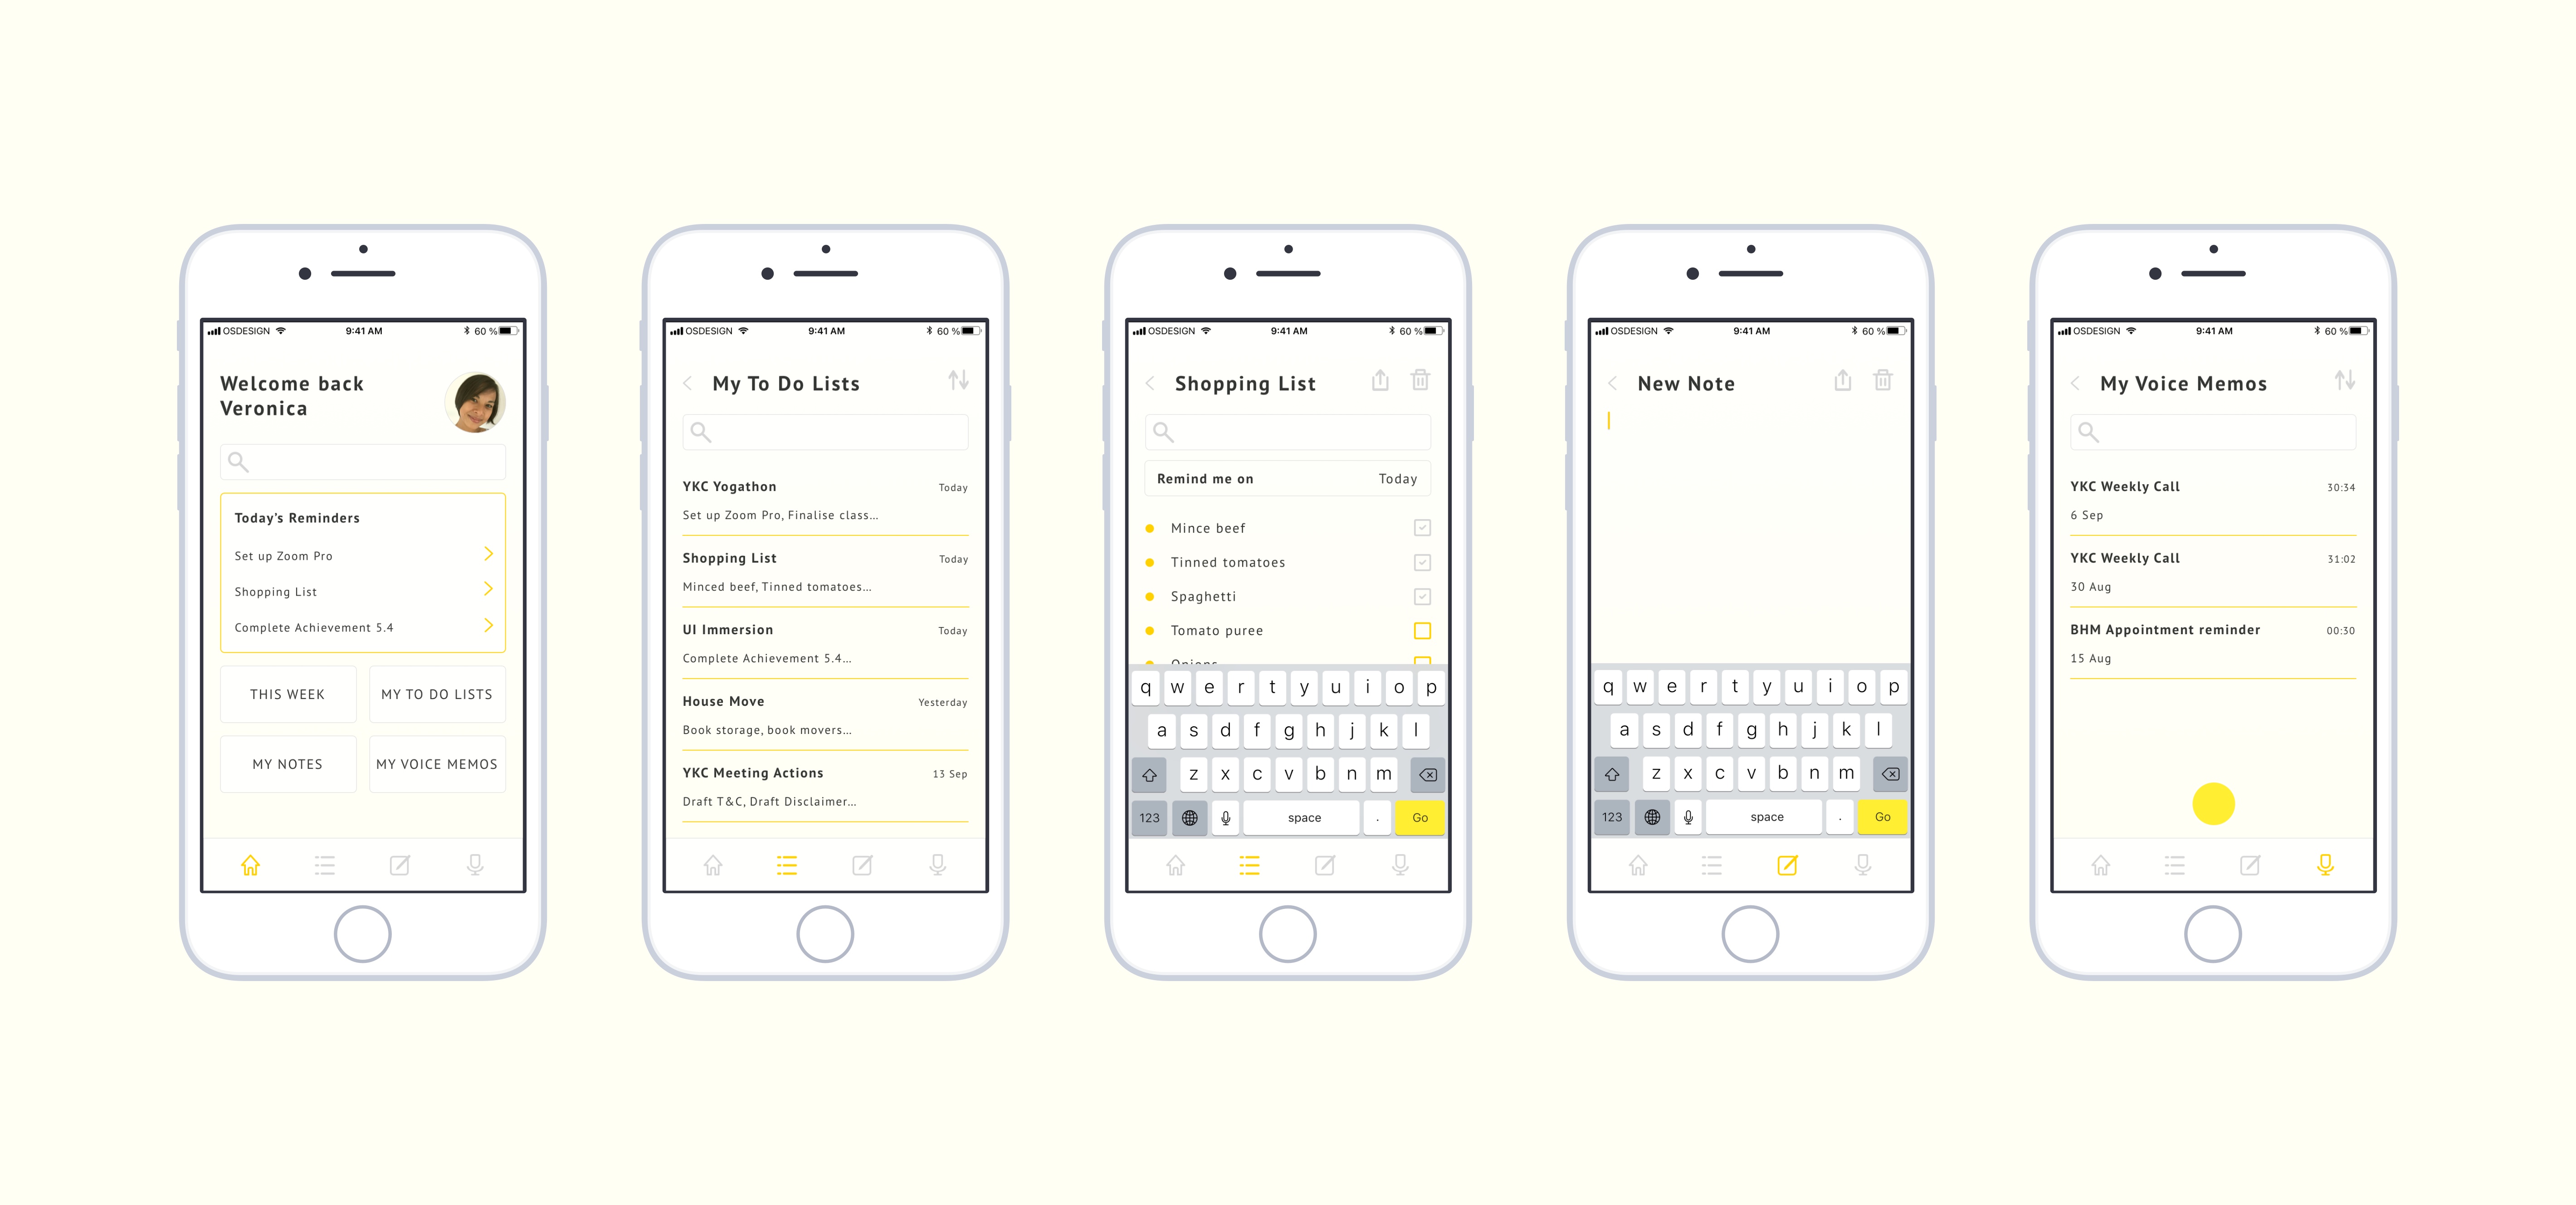 OSDESIGN 9:41 AM 60 %
Welcome back
Veronica
Today's Reminders
Set up Zoom Pro
Shopping List
Complete Achievement 5.4
THIS WEEK MY TO DO LISTS
MY NOTES MY VOICE MEMOS
OSDESIGN 9:41 AM 60 %
My To Do Lists
YKC Yogathon Today
Set up Zoom Pro, Finalise class...
Shopping List Today
Minced beef, Tinned tomatoes...
UI Immersion Today
Complete Achievement 5.4...
House Move Yesterday
Book storage, book movers...
YKC Meeting Actions 13 Sep
Draft T&C, Draft Disclaimer...
OSDESIGN 9:41 AM 60 %
Shopping List
Remind me on Today
Mince beef
Tinned tomatoes
Spaghetti
Tomato puree
Onions
q w e r t y u i o p
a s d f g h j k l
z x c v b n m
123 space . Go
OSDESIGN 9:41 AM 60 %
New Note
q w e r t y u i o p
a s d f g h j k l
z x c v b n m
123 space . Go
OSDESIGN 9:41 AM 60 %
My Voice Memos
YKC Weekly Call 30:34
6 Sep
YKC Weekly Call 31:02
30 Aug
BHM Appointment reminder 00:30
15 Aug